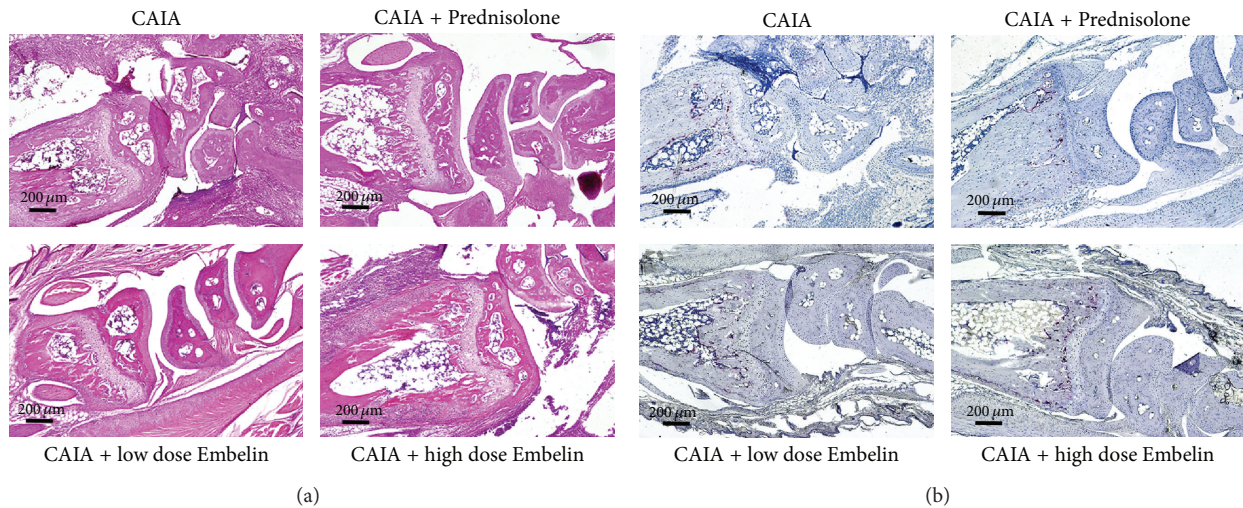 CAIA
CAIA + Prednisolone
CAIA
CAIA + Prednisolone
200 μm
200 μm
200 μm
200 μm
200 μm
200 μm
200 μm
200 μm
CAIA + low dose Embelin
CAIA + high dose Embelin
CAIA + low dose Embelin
CAIA + high dose Embelin
(a)
(b)